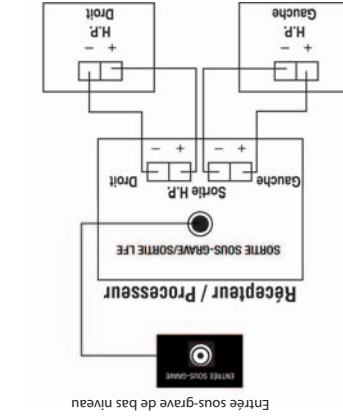 Entrée sous-grave de bas niveau
ENTRÉE SOUS-GRAVE
Récepteur / Processeur
SORTIE SOUS-GRAVE/SORTIE LFE
Gauche Sortie H.P. Droit
+ – + –
+ – + –
H.P. H.P.
Gauche Droit